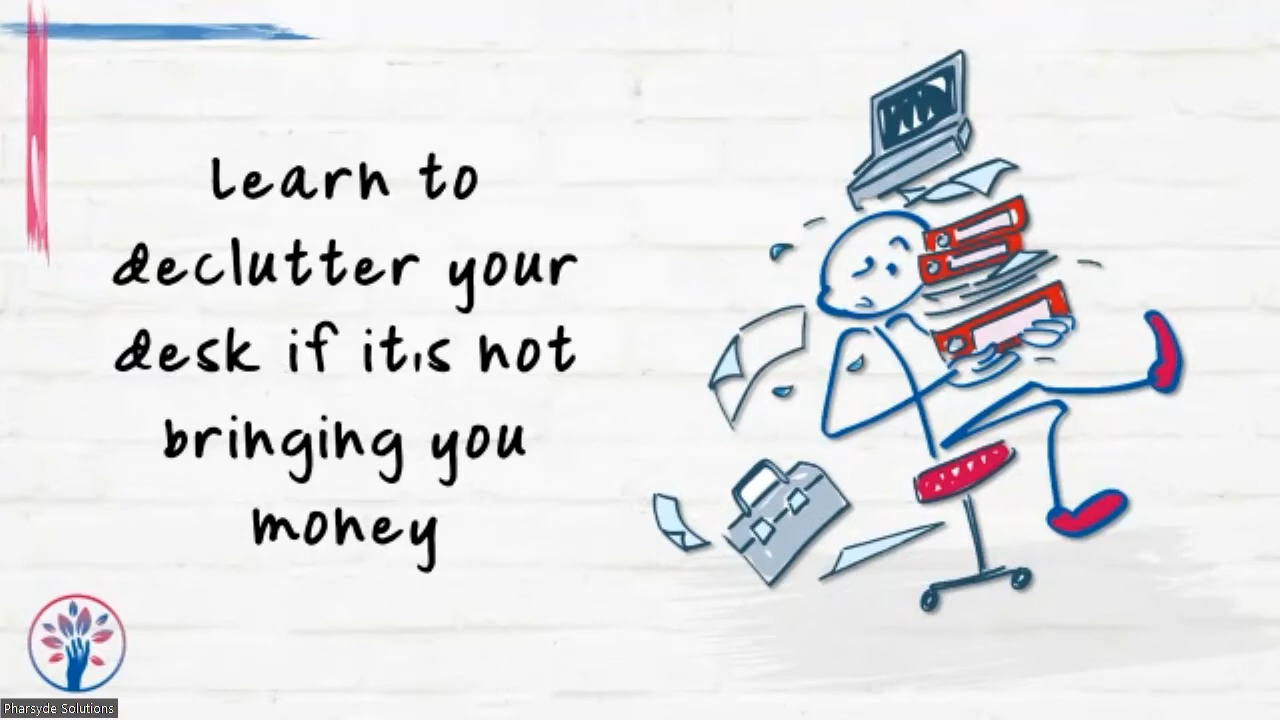 learn to
declutter your
desk if it,s not
bringing you
money
Pharsyde Solutions